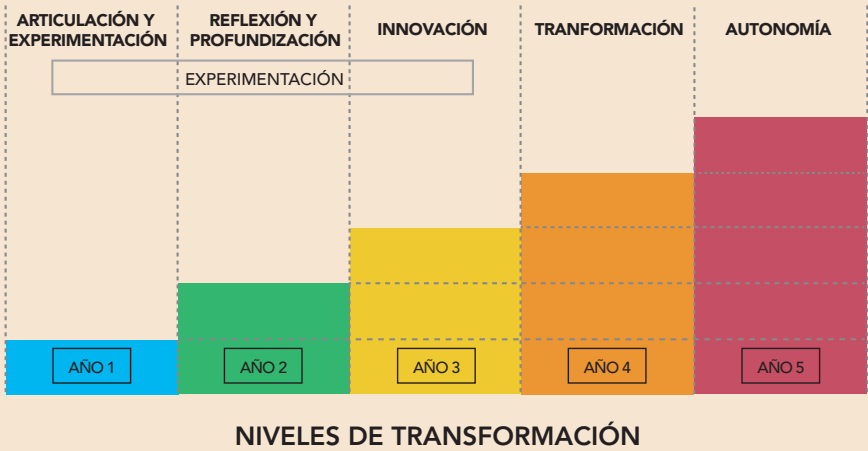 ARTICULACIÓN Y
EXPERIMENTACIÓN
REFLEXIÓN Y
PROFUNDIZACIÓN
INNOVACIÓN
TRANFORMACIÓN
AUTONOMÍA
EXPERIMENTACIÓN
AÑO 1
AÑO 2
AÑO 3
AÑO 4
AÑO 5
NIVELES DE TRANSFORMACIÓN